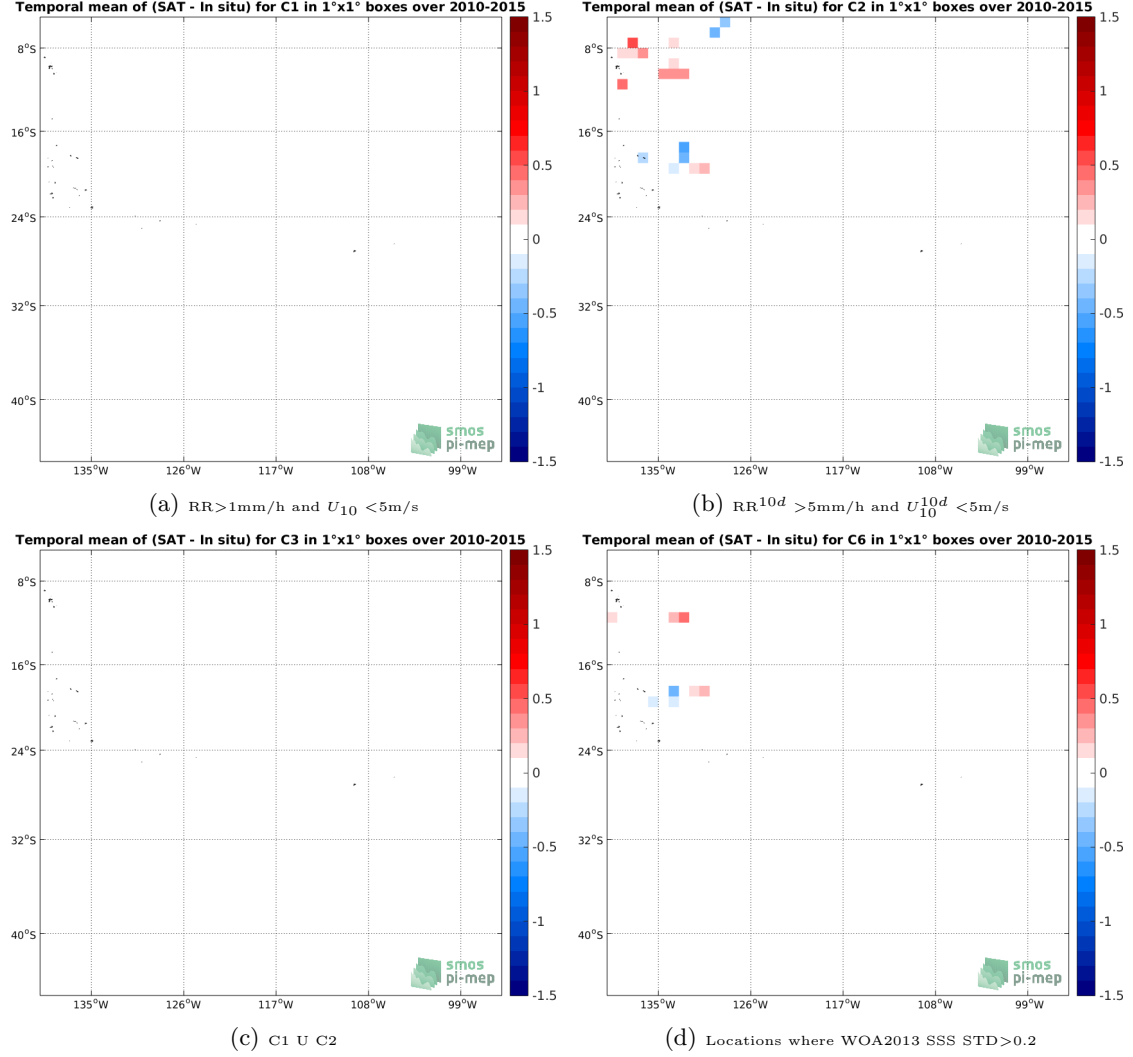 Temporal mean of (SAT - In situ) for C1 in 1°x1° boxes over 2010-2015
8°S
16°S
24°S
32°S
40°S
135°W
126°W
117°W
108°W
99°W
1.5
1
0.5
0
-0.5
-1
-1.5
smos
pi-mep
(a) RR>1mm/h and U10 <5m/s
Temporal mean of (SAT - In situ) for C2 in 1°x1° boxes over 2010-2015
8°S
16°S
24°S
32°S
40°S
135°W
126°W
117°W
108°W
99°W
1.5
1
0.5
0
-0.5
-1
-1.5
smos
pi-mep
(b) RR^10d >5mm/h and U10^10d <5m/s
Temporal mean of (SAT - In situ) for C3 in 1°x1° boxes over 2010-2015
8°S
16°S
24°S
32°S
40°S
135°W
126°W
117°W
108°W
99°W
1.5
1
0.5
0
-0.5
-1
-1.5
smos
pi-mep
(c) C1 U C2
Temporal mean of (SAT - In situ) for C6 in 1°x1° boxes over 2010-2015
8°S
16°S
24°S
32°S
40°S
135°W
126°W
117°W
108°W
99°W
1.5
1
0.5
0
-0.5
-1
-1.5
smos
pi-mep
(d) Locations where WOA2013 SSS STD>0.2